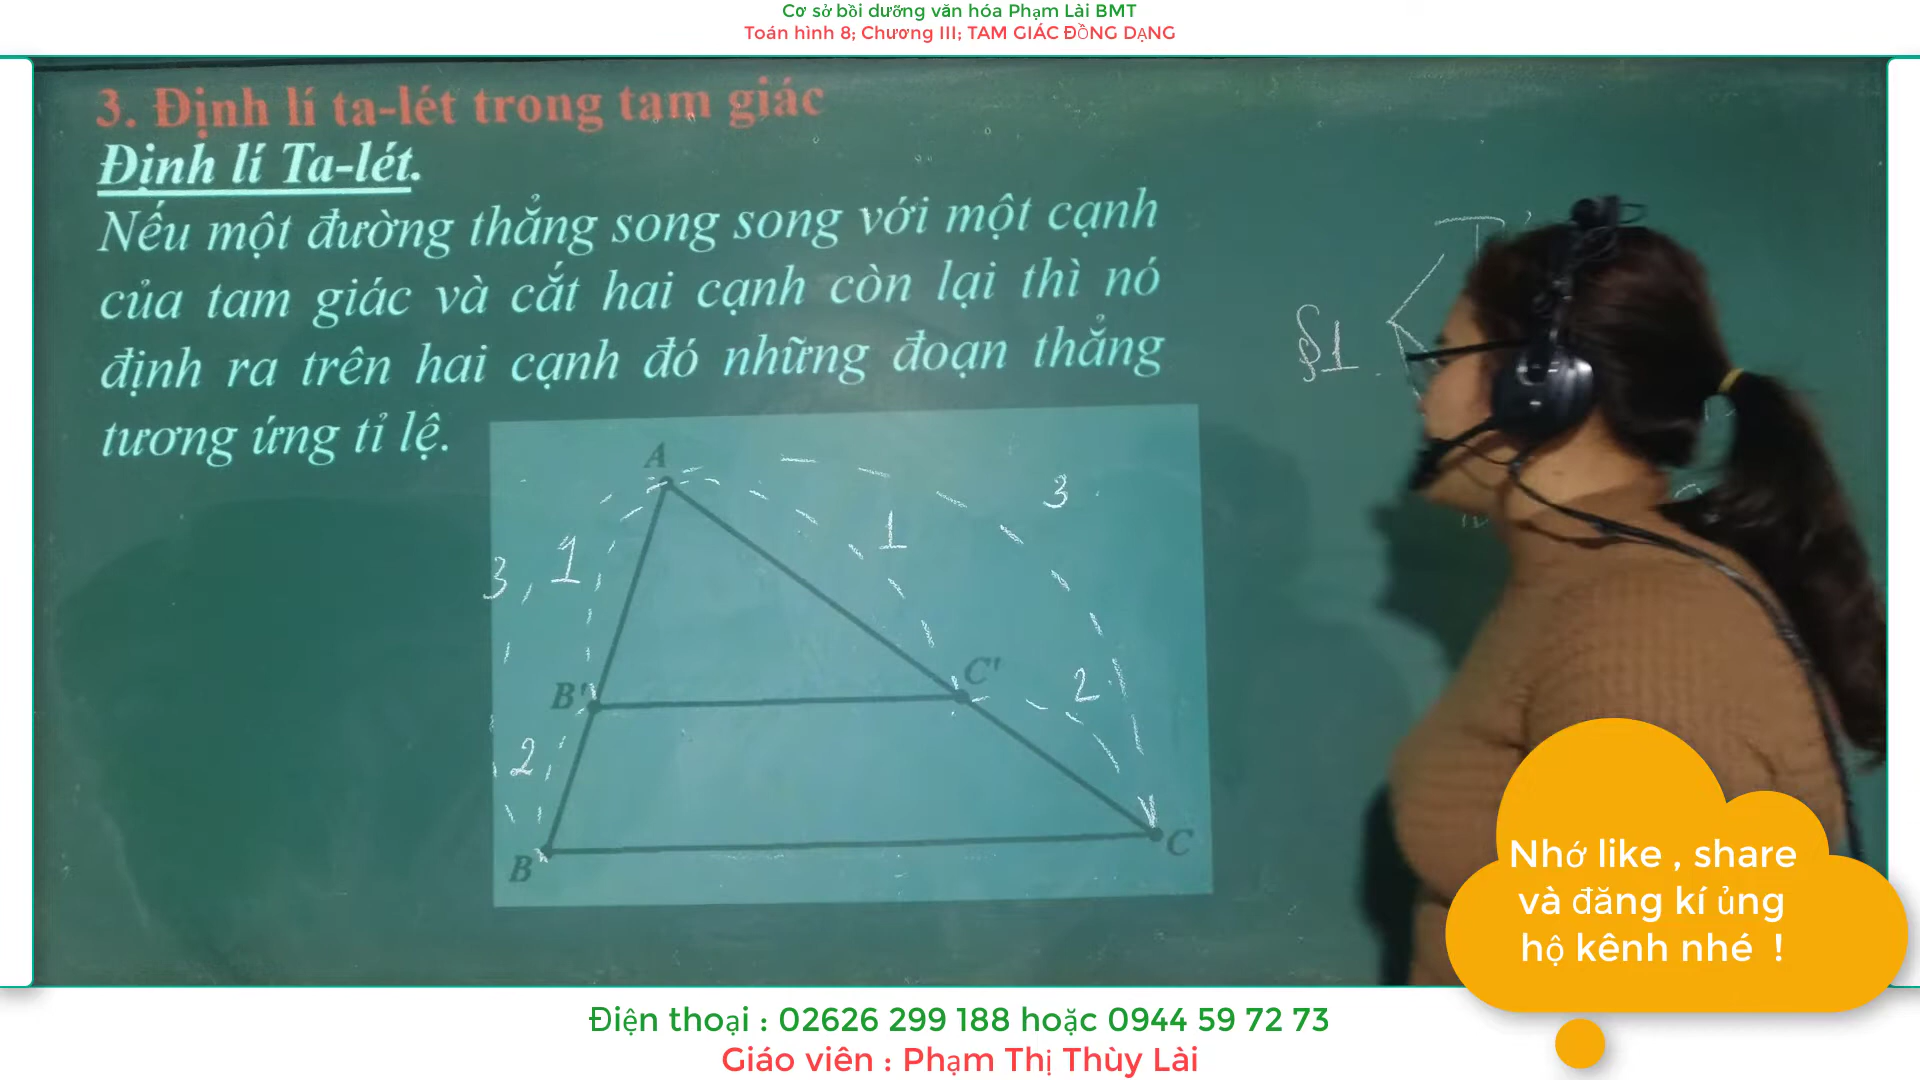 Cơ sở bồi dưỡng văn hóa Phạm Lài BMT
Toán hình 8; Chương III; TAM GIÁC ĐỒNG DẠNG
3. Định lí ta-lét trong tam giác
Định lí Ta-lét.
Nếu một đường thẳng song song với một cạnh
của tam giác và cắt hai cạnh còn lại thì nó
định ra trên hai cạnh đó những đoạn thẳng
tương ứng tỉ lệ.
§1.
A
3
1
3
1
B'
C'
2
2
B
C
Nhớ like , share
và đăng kí ủng
hộ kênh nhé !
Điện thoại : 02626 299 188 hoặc 0944 59 72 73
Giáo viên : Phạm Thị Thùy Lài